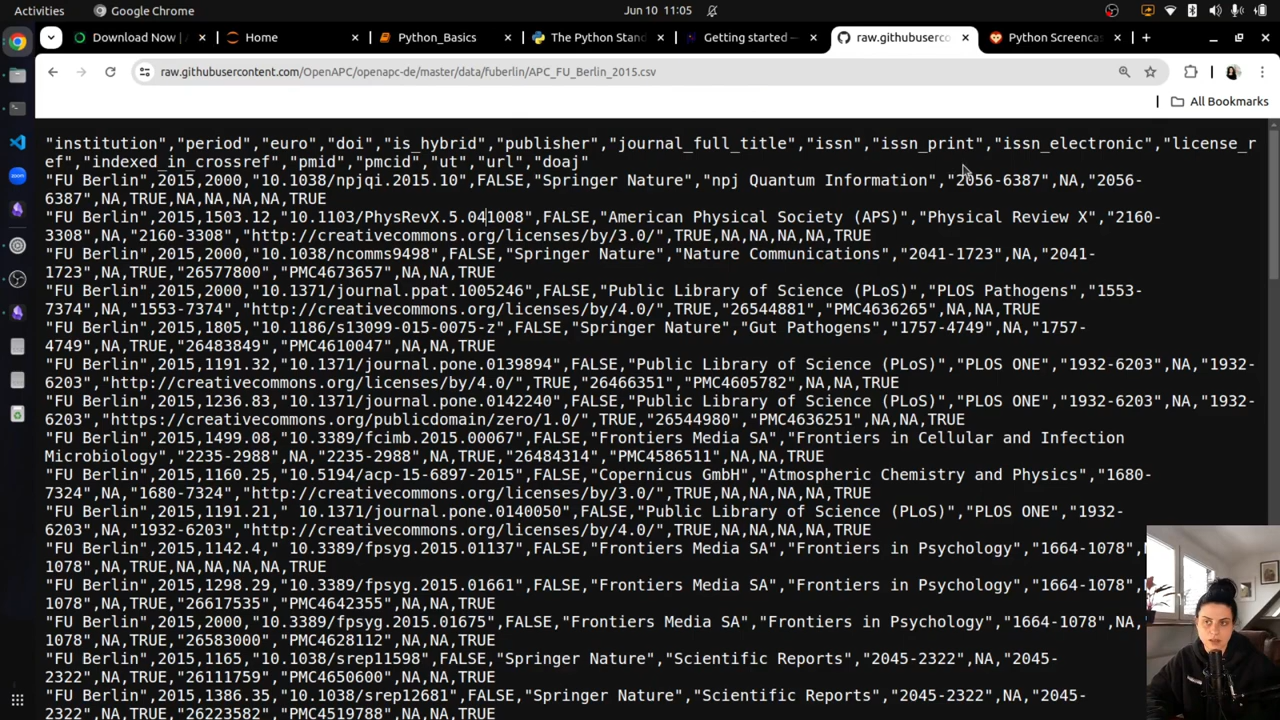 Activities
Google Chrome
Jun 10 11:05
Download Now |
Home
Python_Basics
The Python Stand
Getting started —
raw.githubusercontent
Python Screencas
raw.githubusercontent.com/OpenAPC/openapc-de/master/data/fuberlin/APC_FU_Berlin_2015.csv
All Bookmarks
"institution","period","euro","doi","is_hybrid","publisher","journal_full_title","issn","issn_print","issn_electronic","license_r
ef","indexed_in_crossref","pmid","pmcid","ut","url","doaj"
"FU Berlin",2015,2000,"10.1038/npjqi.2015.10",FALSE,"Springer Nature","npj Quantum Information","2056-6387",NA,"2056-
6387",NA,TRUE,NA,NA,NA,NA,TRUE
"FU Berlin",2015,1503.12,"10.1103/PhysRevX.5.041008",FALSE,"American Physical Society (APS)","Physical Review X","2160-
3308",NA,"2160-3308","http://creativecommons.org/licenses/by/3.0/",TRUE,NA,NA,NA,NA,TRUE
"FU Berlin",2015,2000,"10.1038/ncomms9498",FALSE,"Springer Nature","Nature Communications","2041-1723",NA,"2041-
1723",NA,TRUE,"26577800","PMC4673657",NA,NA,TRUE
"FU Berlin",2015,2000,"10.1371/journal.ppat.1005246",FALSE,"Public Library of Science (PLoS)","PLOS Pathogens","1553-
7374",NA,"1553-7374","http://creativecommons.org/licenses/by/4.0/",TRUE,"26544881","PMC4636265",NA,NA,TRUE
"FU Berlin",2015,1805,"10.1186/s13099-015-0075-z",FALSE,"Springer Nature","Gut Pathogens","1757-4749",NA,"1757-
4749",NA,TRUE,"26483849","PMC4610047",NA,NA,TRUE
"FU Berlin",2015,1191.32,"10.1371/journal.pone.0139894",FALSE,"Public Library of Science (PLoS)","PLOS ONE","1932-6203",NA,"1932-
6203","http://creativecommons.org/licenses/by/4.0/",TRUE,"26466351","PMC4605782",NA,NA,TRUE
"FU Berlin",2015,1236.83,"10.1371/journal.pone.0142240",FALSE,"Public Library of Science (PLoS)","PLOS ONE","1932-6203",NA,"1932-
6203","https://creativecommons.org/publicdomain/zero/1.0/",TRUE,"26544980","PMC4636251",NA,NA,TRUE
"FU Berlin",2015,1499.08,"10.3389/fcimb.2015.00067",FALSE,"Frontiers Media SA","Frontiers in Cellular and Infection
Microbiology","2235-2988",NA,"2235-2988",NA,TRUE,"26484314","PMC4586511",NA,NA,TRUE
"FU Berlin",2015,1160.25,"10.5194/acp-15-6897-2015",FALSE,"Copernicus GmbH","Atmospheric Chemistry and Physics","1680-
7324",NA,"1680-7324","http://creativecommons.org/licenses/by/3.0/",TRUE,NA,NA,NA,NA,TRUE
"FU Berlin",2015,1191.21," 10.1371/journal.pone.0140050",FALSE,"Public Library of Science (PLoS)","PLOS ONE","1932-
6203",NA,"1932-6203","http://creativecommons.org/licenses/by/4.0/",TRUE,NA,NA,NA,NA,TRUE
"FU Berlin",2015,1142.4," 10.3389/fpsyg.2015.01137",FALSE,"Frontiers Media SA","Frontiers in Psychology","1664-1078",
1078",NA,TRUE,NA,NA,NA,NA,TRUE
"FU Berlin",2015,1298.29,"10.3389/fpsyg.2015.01661",FALSE,"Frontiers Media SA","Frontiers in Psychology","1664-1078",
1078",NA,TRUE,"26617535","PMC4642355",NA,NA,TRUE
"FU Berlin",2015,2000,"10.3389/fpsyg.2015.01675",FALSE,"Frontiers Media SA","Frontiers in Psychology","1664-1078",NA,
1078",NA,TRUE,"26583000","PMC4628112",NA,NA,TRUE
"FU Berlin",2015,1165,"10.1038/srep11598",FALSE,"Springer Nature","Scientific Reports","2045-2322",NA,"2045-
2322",NA,TRUE,"26111759","PMC4650600",NA,NA,TRUE
"FU Berlin",2015,1386.35,"10.1038/srep12681",FALSE,"Springer Nature","Scientific Reports","2045-2322",NA,"2045-
2322",NA,TRUE,"26223582","PMC4519788",NA,NA,TRUE